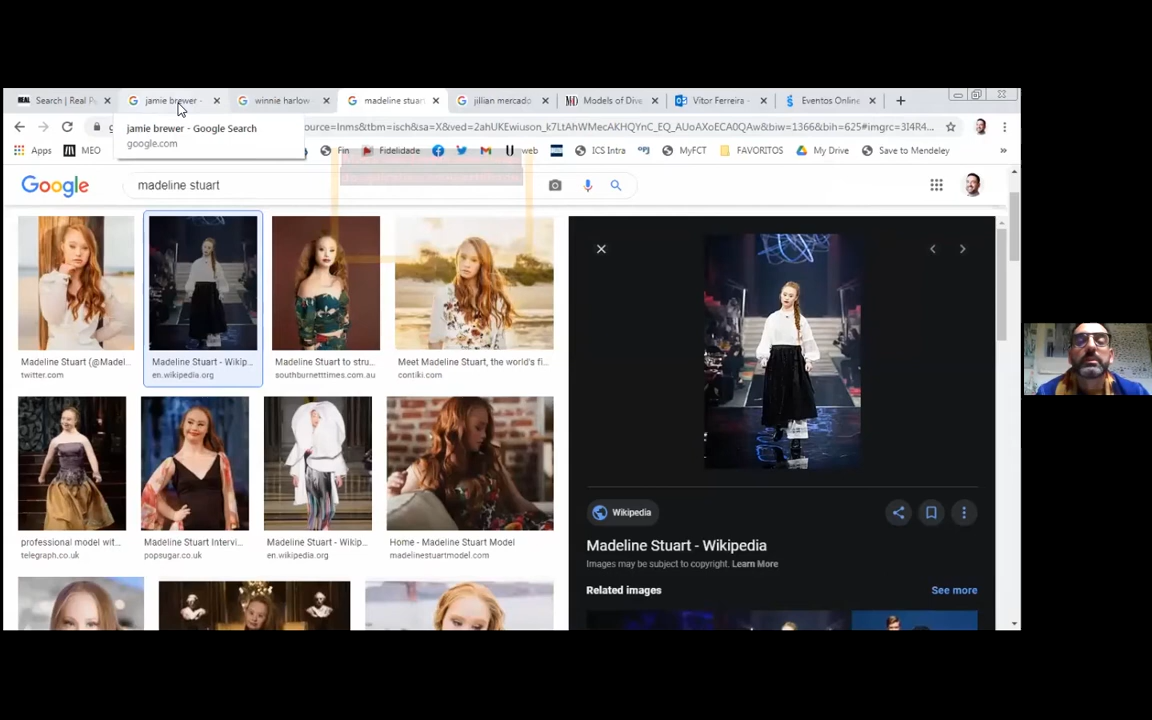 REAL Search | Real P
jamie brewer -
winnie harlow -
madeline stuart
jillian mercado
Models of Dive
Vitor Ferreira -
Eventos Online
jamie brewer - Google Search
google.com
ource=lnms&tbm=isch&sa=X&ved=2ahUKEwiuson_k7LtAhWMecAKHQYnC_EQ_AUoAXoECA0QAw&biw=1366&bih=625#imgrc=3I4R4...
Apps
MEO
Fin
Fidelidade
web
ICS Intra
MyFCT
FAVORITOS
My Drive
Save to Mendeley
Google
madeline stuart
Madeline Stuart (@Madel...
twitter.com
Madeline Stuart - Wikip...
en.wikipedia.org
Madeline Stuart to stru...
southburnetttimes.com.au
Meet Madeline Stuart, the world's fi...
contiki.com
professional model wit...
telegraph.co.uk
Madeline Stuart Intervi...
popsugar.co.uk
Madeline Stuart - Wikip...
en.wikipedia.org
Home - Madeline Stuart Model
madelinestuartmodel.com
Wikipedia
Madeline Stuart - Wikipedia
Images may be subject to copyright. Learn More
Related images
See more